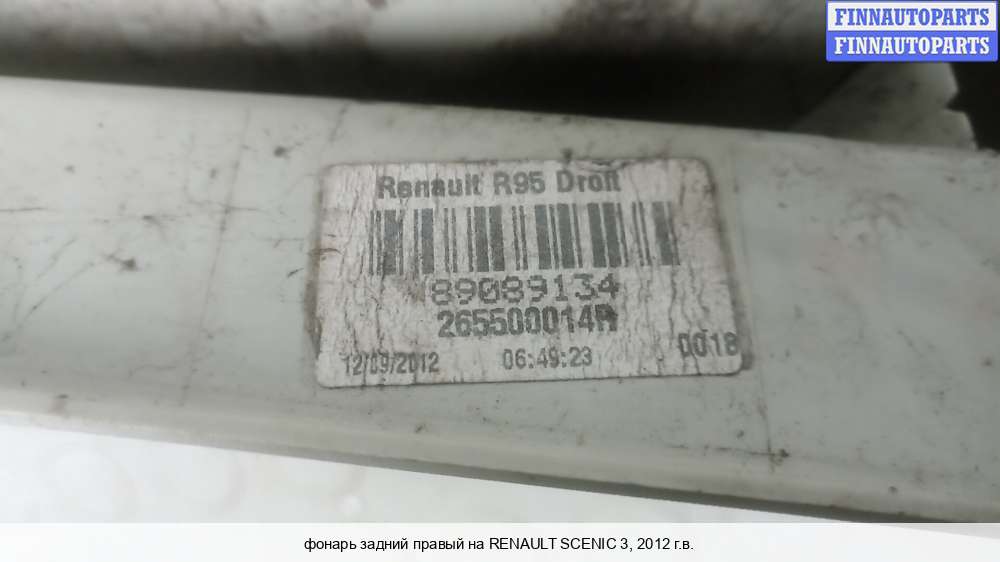 FINNAUTOPARTS
FINNAUTOPARTS
Renault R95 Droit
89089134
265500014R
12/09/2012 06:49:23 0018
фонарь задний правый на RENAULT SCENIC 3, 2012 г.в.